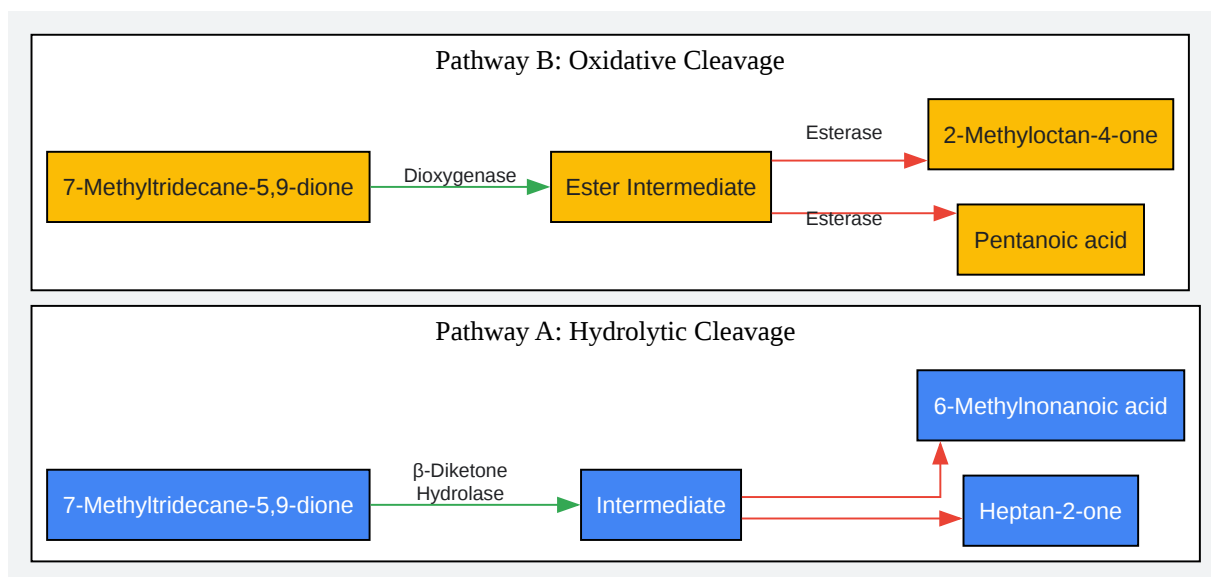 Pathway B: Oxidative Cleavage
7-Methyltridecane-5,9-dione
Dioxygenase
Ester Intermediate
Esterase
2-Methyloctan-4-one
Esterase
Pentanoic acid
Pathway A: Hydrolytic Cleavage
7-Methyltridecane-5,9-dione
β-Diketone
Hydrolase
Intermediate
6-Methylnonanoic acid
Heptan-2-one